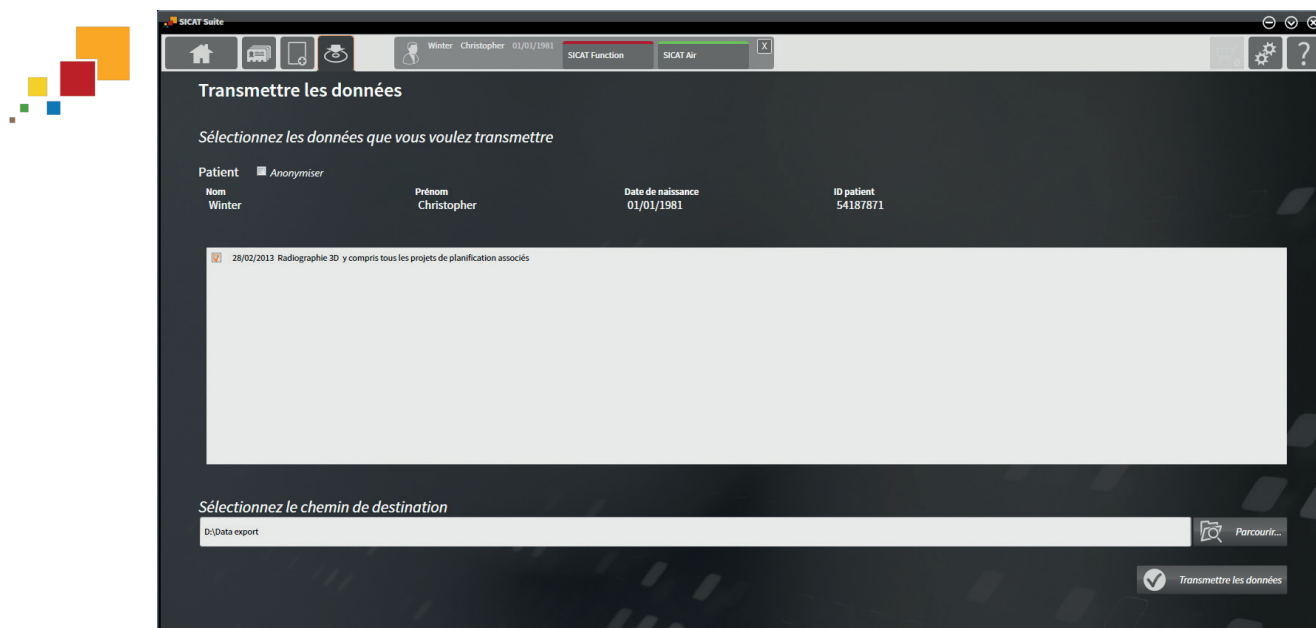 SICAT Suite
Winter Christopher 01/01/1981
SICAT Function
SICAT Air
X
?
Transmettre les données
Sélectionnez les données que vous voulez transmettre
Patient Anonymiser
Nom Prénom Date de naissance ID patient
Winter Christopher 01/01/1981 54187871
28/02/2013 Radiographie 3D y compris tous les projets de planification associés
Sélectionnez le chemin de destination
D:\Data export
Parcourir...
Transmettre les données